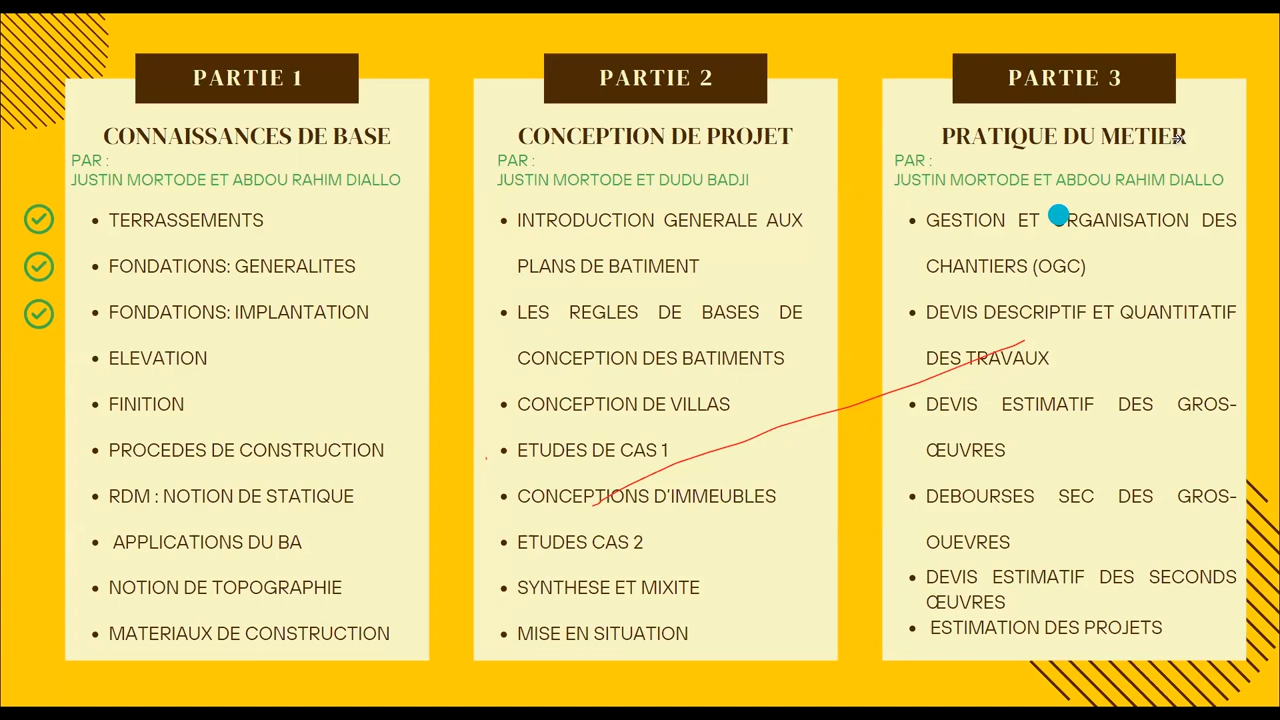 PARTIE 1
CONNAISSANCES DE BASE
PAR :
JUSTIN MORTODE ET ABDOU RAHIM DIALLO
• TERRASSEMENTS
• FONDATIONS: GENERALITES
• FONDATIONS: IMPLANTATION
• ELEVATION
• FINITION
• PROCEDES DE CONSTRUCTION
• RDM : NOTION DE STATIQUE
• APPLICATIONS DU BA
• NOTION DE TOPOGRAPHIE
• MATERIAUX DE CONSTRUCTION
PARTIE 2
CONCEPTION DE PROJET
PAR :
JUSTIN MORTODE ET DUDU BADJI
• INTRODUCTION GENERALE AUX
PLANS DE BATIMENT
• LES REGLES DE BASES DE
CONCEPTION DES BATIMENTS
• CONCEPTION DE VILLAS
• ETUDES DE CAS 1
• CONCEPTIONS D'IMMEUBLES
• ETUDES CAS 2
• SYNTHESE ET MIXITE
• MISE EN SITUATION
PARTIE 3
PRATIQUE DU METIER
PAR :
JUSTIN MORTODE ET ABDOU RAHIM DIALLO
• GESTION ET ORGANISATION DES
CHANTIERS (OGC)
• DEVIS DESCRIPTIF ET QUANTITATIF
DES TRAVAUX
• DEVIS ESTIMATIF DES GROS-
ŒUVRES
• DEBOURSES SEC DES GROS-
OUEVRES
• DEVIS ESTIMATIF DES SECONDS
ŒUVRES
• ESTIMATION DES PROJETS